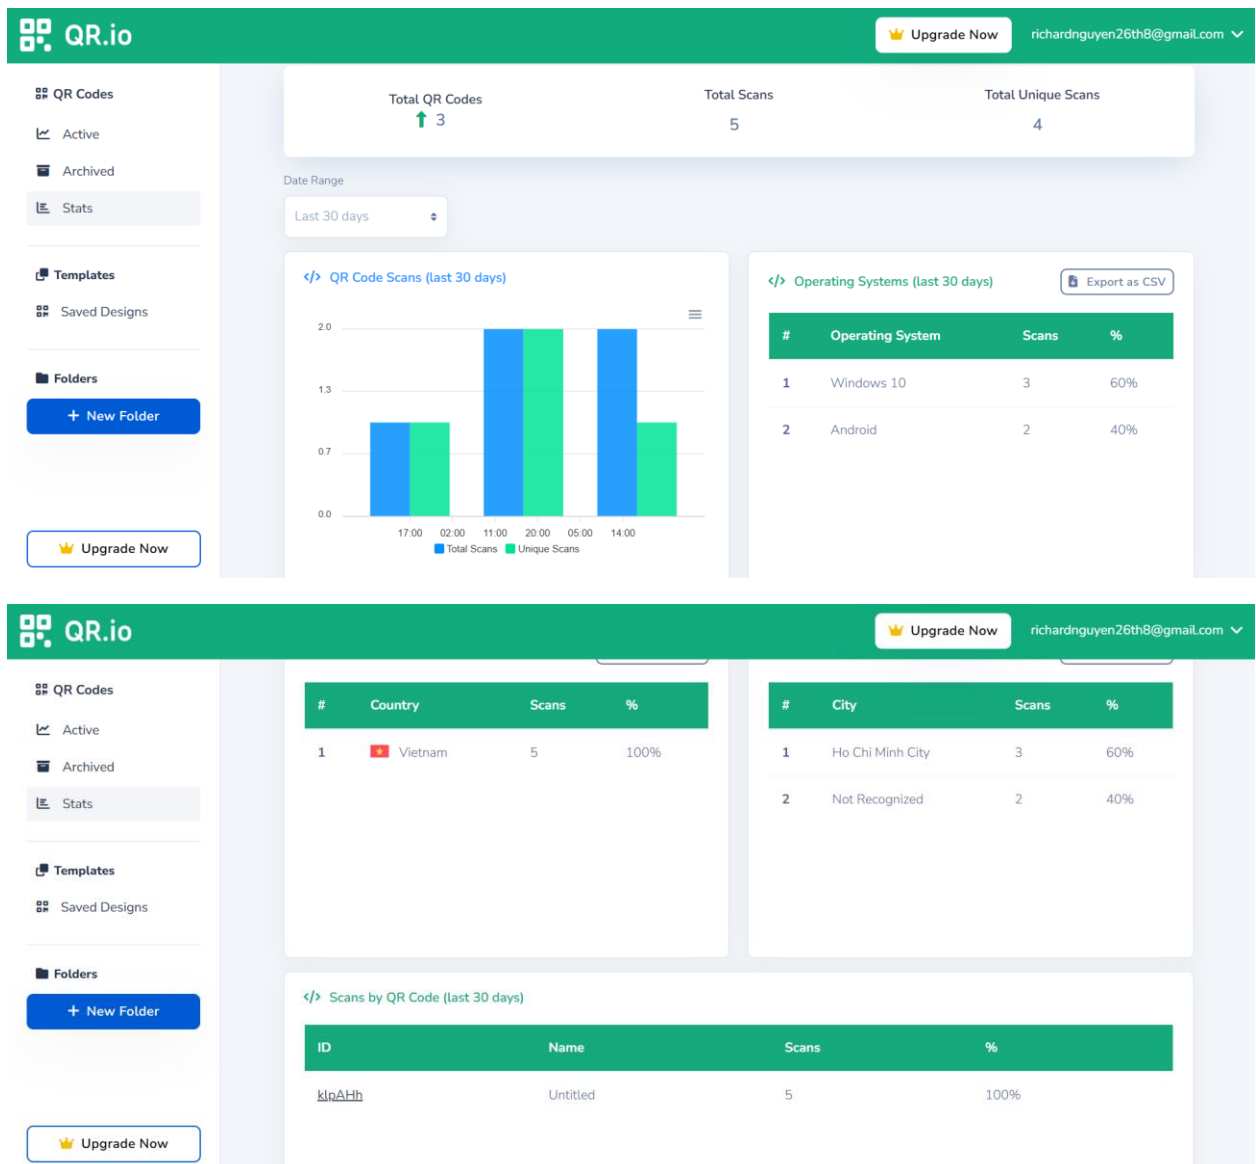 QR.io
Upgrade Now
richardnguyen26th8@gmail.com
QR Codes
Active
Archived
Stats
Templates
Saved Designs
Folders
+ New Folder
Upgrade Now
Total QR Codes
3
Total Scans
5
Total Unique Scans
4
Date Range
Last 30 days
</> QR Code Scans (last 30 days)
2.0
1.3
0.7
0.0
17:00 02:00 11:00 20:00 05:00 14:00
Total Scans Unique Scans
</> Operating Systems (last 30 days)
Export as CSV
# Operating System Scans %
1 Windows 10 3 60%
2 Android 2 40%
QR.io
Upgrade Now
richardnguyen26th8@gmail.com
QR Codes
Active
Archived
Stats
Templates
Saved Designs
Folders
+ New Folder
Upgrade Now
# Country Scans %
1 Vietnam 5 100%
# City Scans %
1 Ho Chi Minh City 3 60%
2 Not Recognized 2 40%
</> Scans by QR Code (last 30 days)
ID Name Scans %
klpAHh Untitled 5 100%